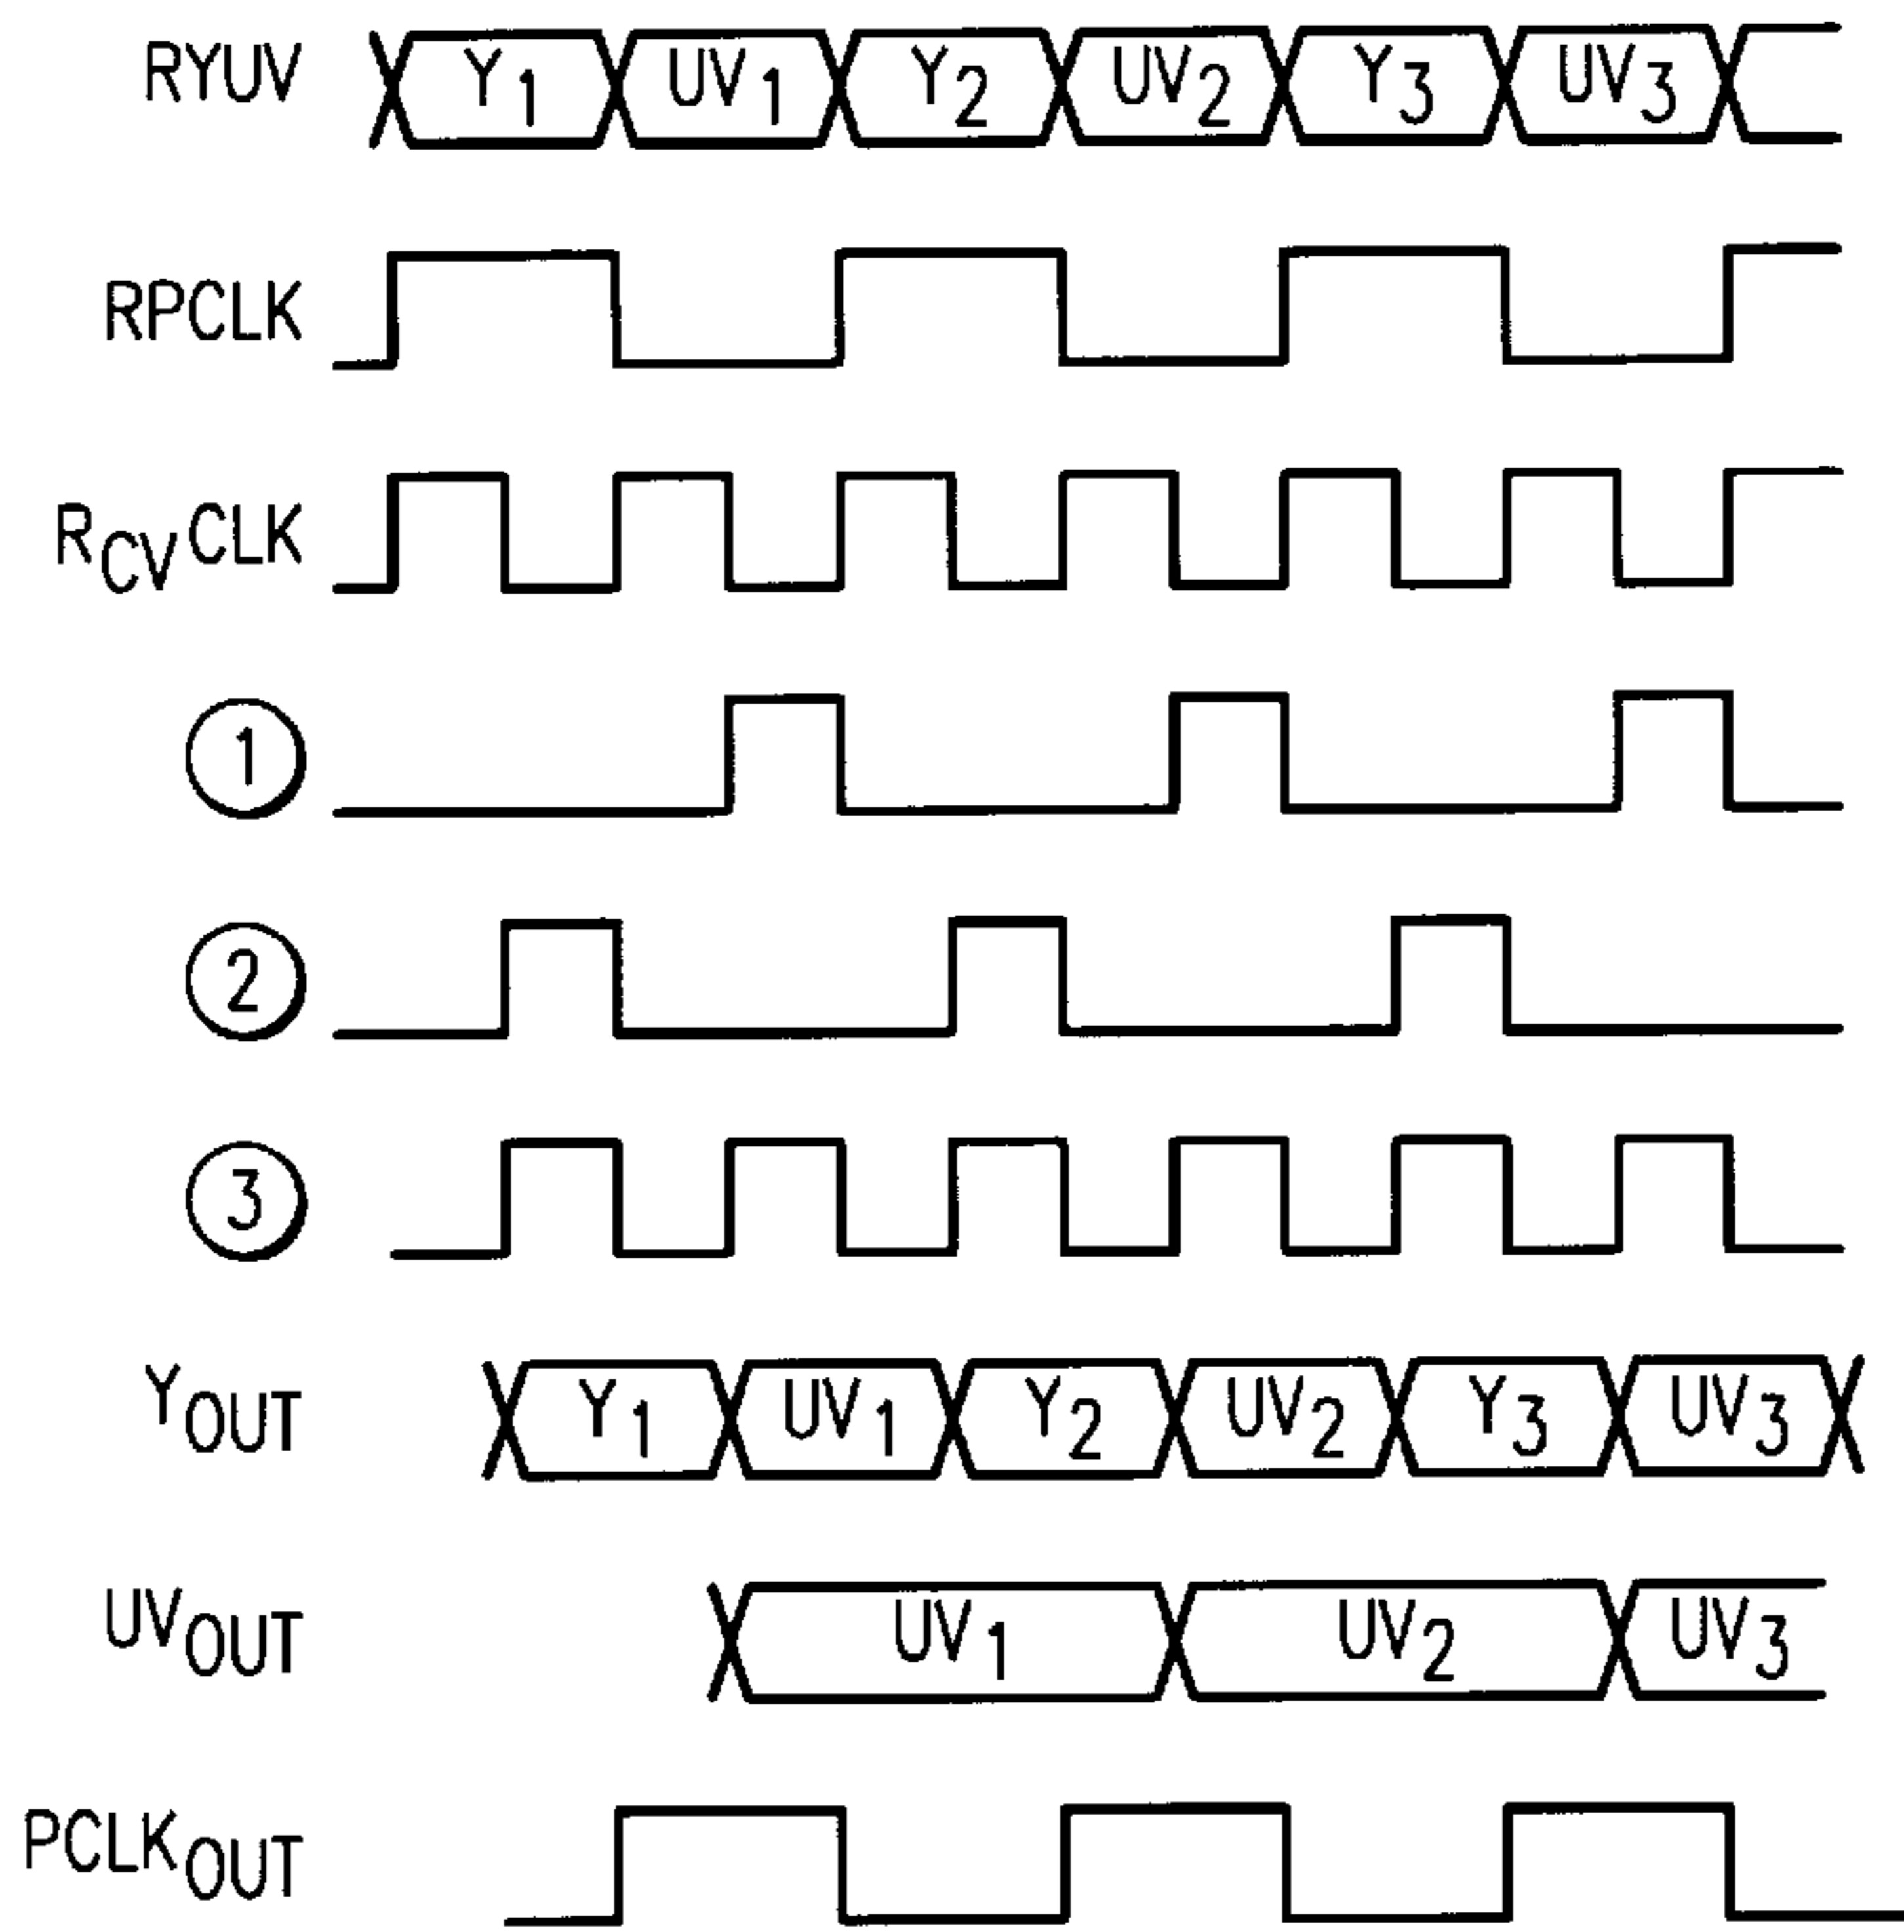 RYUV Y1 UV1 Y2 UV2 Y3 UV3
RPCLK
RCVCLK
1
2
3
YOUT Y1 UV1 Y2 UV2 Y3 UV3
UVOUT UV1 UV2 UV3
PCLKOUT